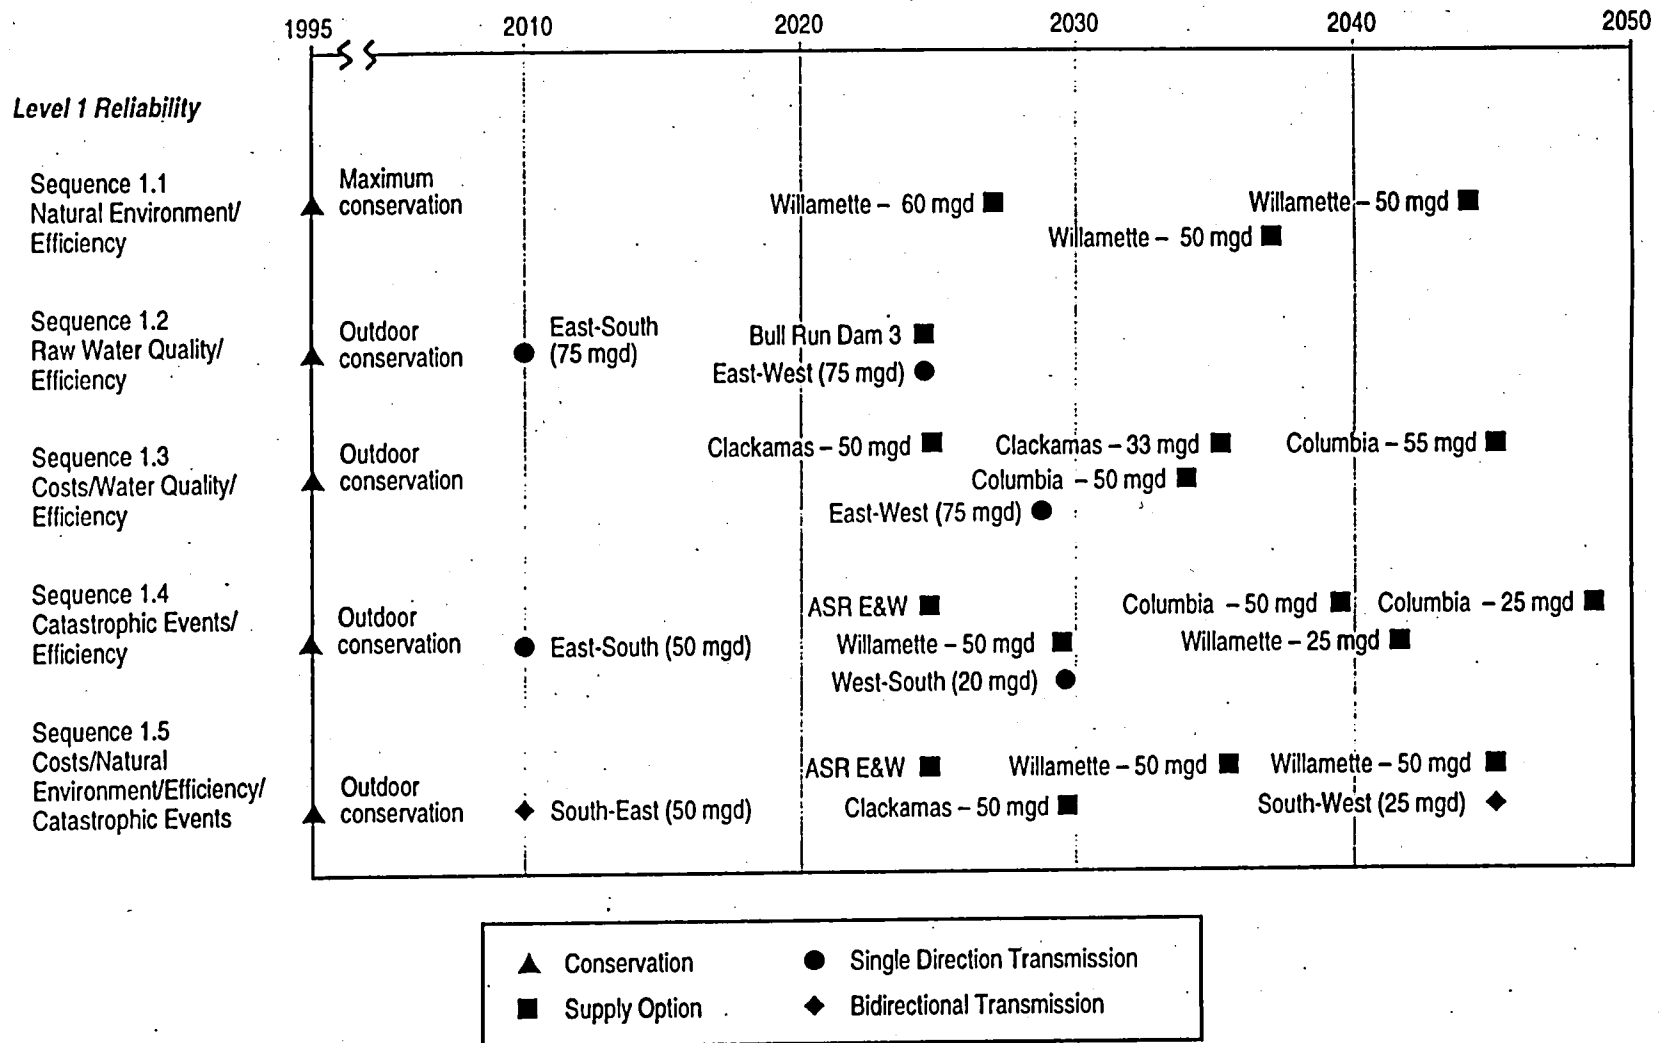 1995 2010 2020 2030 2040 2050
Level 1 Reliability
Sequence 1.1
Natural Environment/
Efficiency
Maximum
conservation
Willamette – 60 mgd
Willamette – 50 mgd
Willamette – 50 mgd
Sequence 1.2
Raw Water Quality/
Efficiency
Outdoor
conservation
East-South
(75 mgd)
Bull Run Dam 3
East-West (75 mgd)
Sequence 1.3
Costs/Water Quality/
Efficiency
Outdoor
conservation
Clackamas – 50 mgd
Clackamas – 33 mgd
Columbia – 55 mgd
Columbia – 50 mgd
East-West (75 mgd)
Sequence 1.4
Catastrophic Events/
Efficiency
Outdoor
conservation
East-South (50 mgd)
ASR E&W
Columbia – 50 mgd
Columbia – 25 mgd
Willamette – 50 mgd
Willamette – 25 mgd
West-South (20 mgd)
Sequence 1.5
Costs/Natural
Environment/Efficiency/
Catastrophic Events
Outdoor
conservation
South-East (50 mgd)
ASR E&W
Willamette – 50 mgd
Willamette – 50 mgd
Clackamas – 50 mgd
South-West (25 mgd)
Conservation
Single Direction Transmission
Supply Option
Bidirectional Transmission